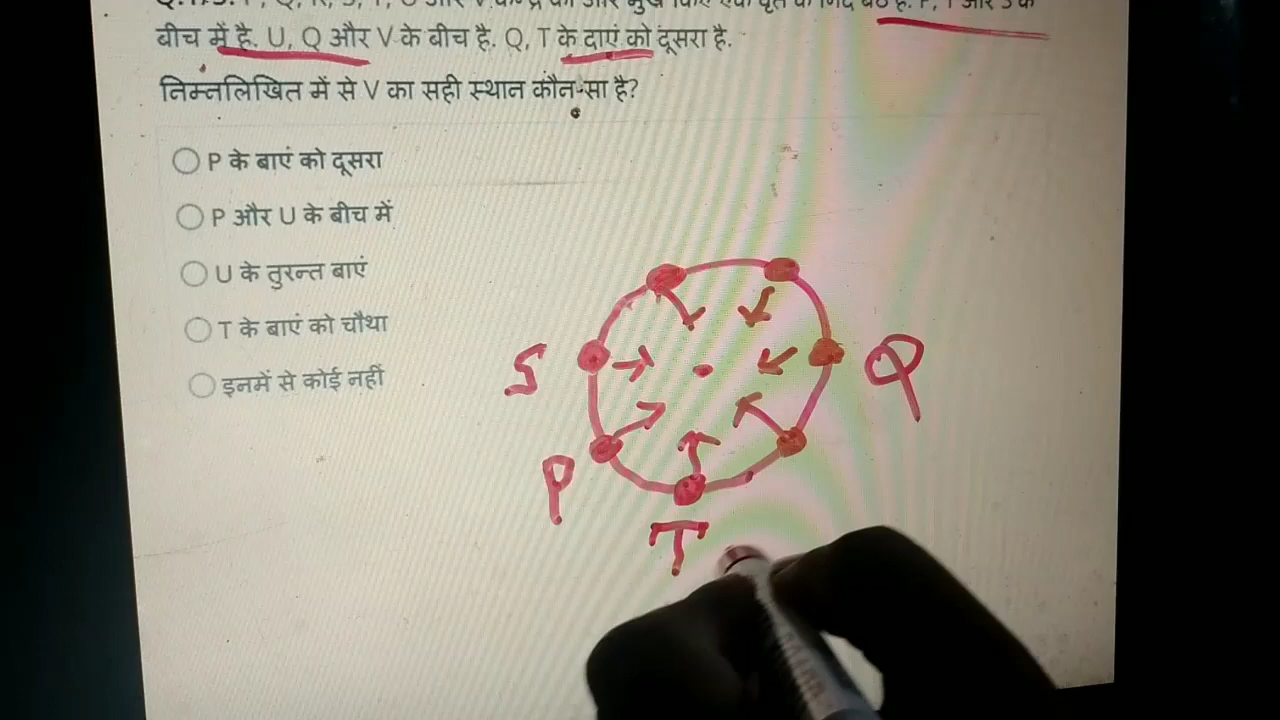 बीच में है. U, Q और V के बीच है. Q, T के दाएं को दूसरा है.
निम्नलिखित में से V का सही स्थान कौन-सा है?
P के बाएं को दूसरा
P और U के बीच में
U के तुरन्त बाएं
T के बाएं को चौथा
इनमें से कोई नहीं
S
Q
P
T